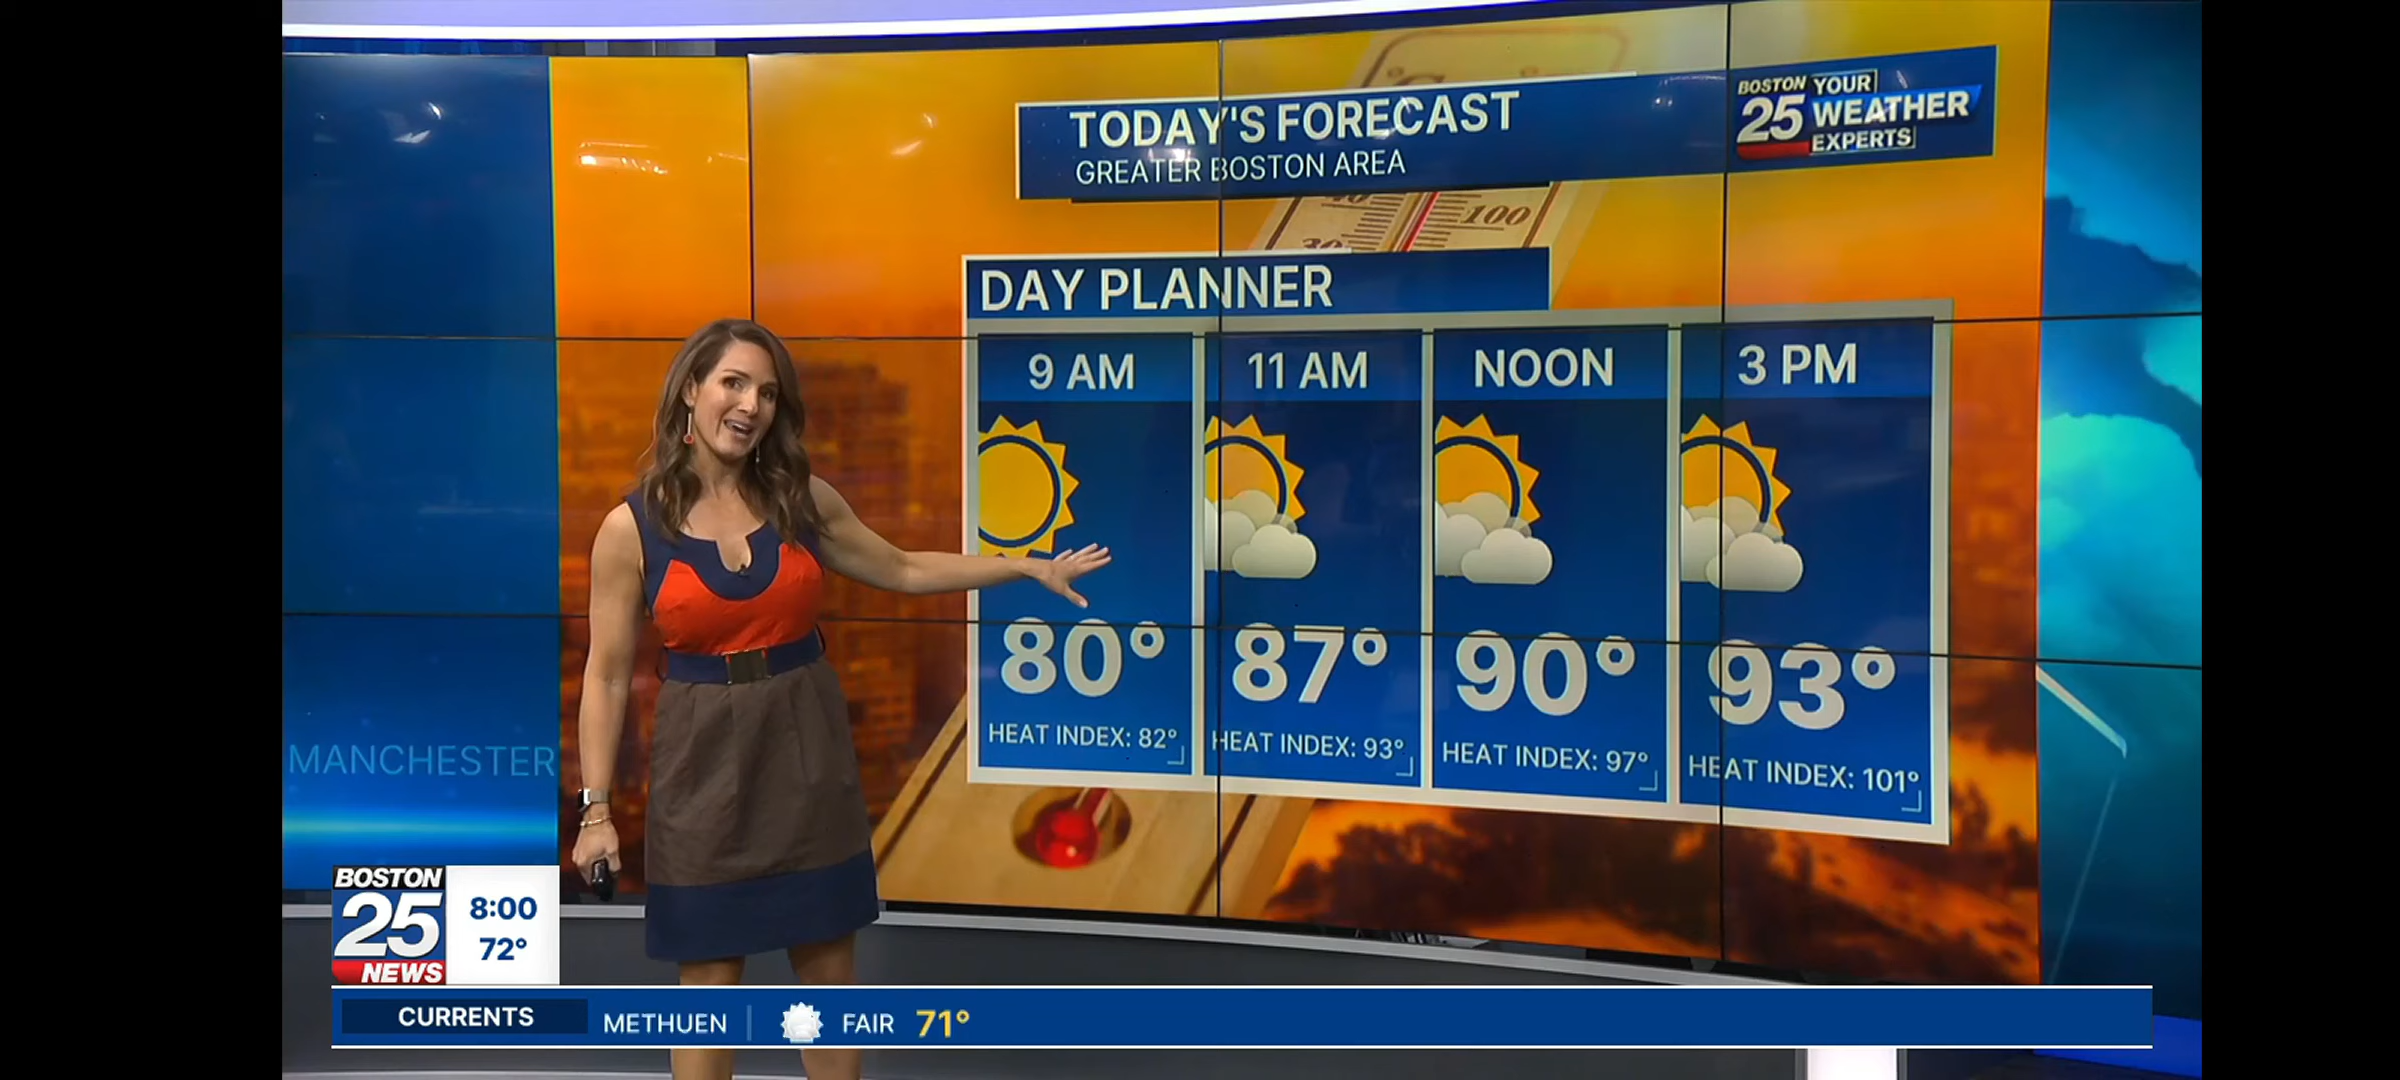 TODAY'S FORECAST
GREATER BOSTON AREA
BOSTON
25
YOUR
WEATHER
EXPERTS
100
30
DAY PLANNER
9 AM
11 AM
NOON
3 PM
80°
87°
90°
93°
HEAT INDEX: 82°
HEAT INDEX: 93°
HEAT INDEX: 97°
HEAT INDEX: 101°
MANCHESTER
BOSTON
25
NEWS
8:00
72°
CURRENTS
METHUEN
FAIR 71°